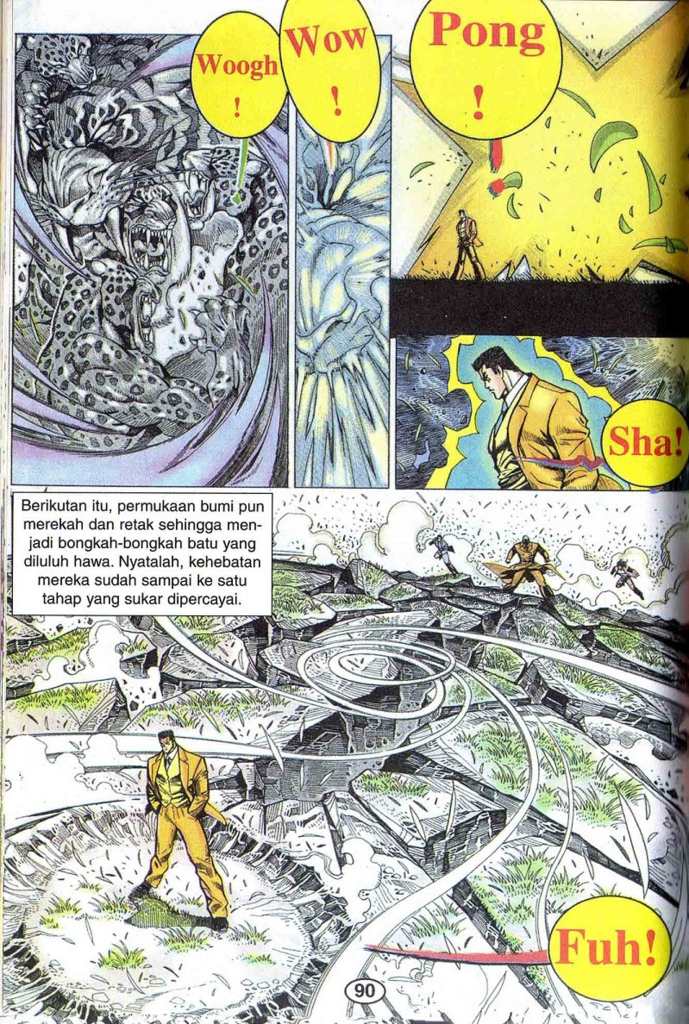 Woogh
!
Wow
!
Pong
!
Sha!
Berikutan itu, permukaan bumi pun
merekah dan retak sehingga men-
jadi bongkah-bongkah batu yang
diluluh hawa. Nyatalah, kehebatan
mereka sudah sampai ke satu
tahap yang sukar dipercayai.
Fuh!
90